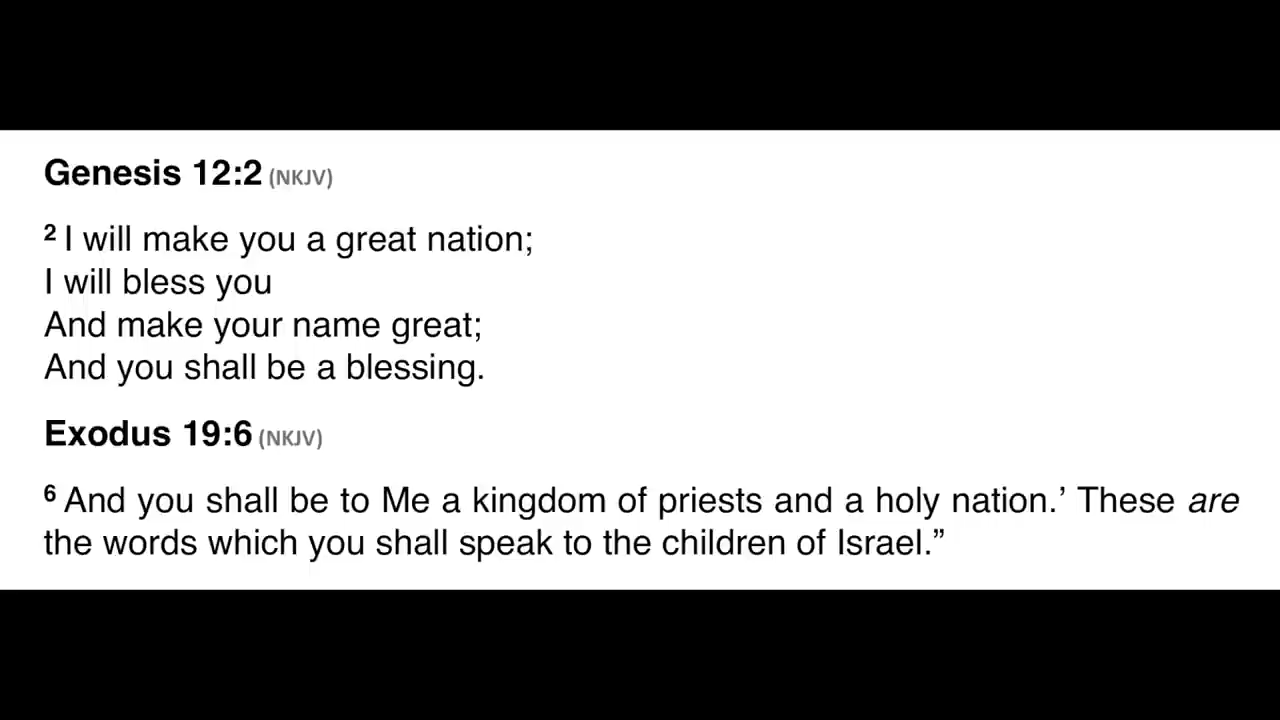 Genesis 12:2 (NKJV)
2 I will make you a great nation;
I will bless you
And make your name great;
And you shall be a blessing.
Exodus 19:6 (NKJV)
6 And you shall be to Me a kingdom of priests and a holy nation.’ These are
the words which you shall speak to the children of Israel.”